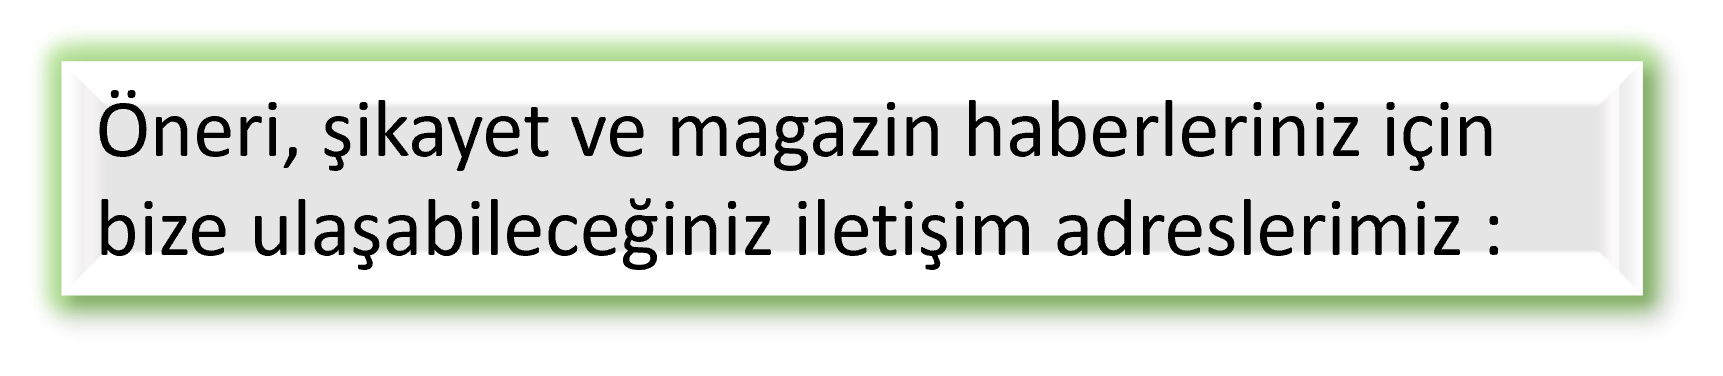 Öneri, şikayet ve magazin haberleriniz için
bize ulaşabileceğiniz iletişim adreslerimiz :